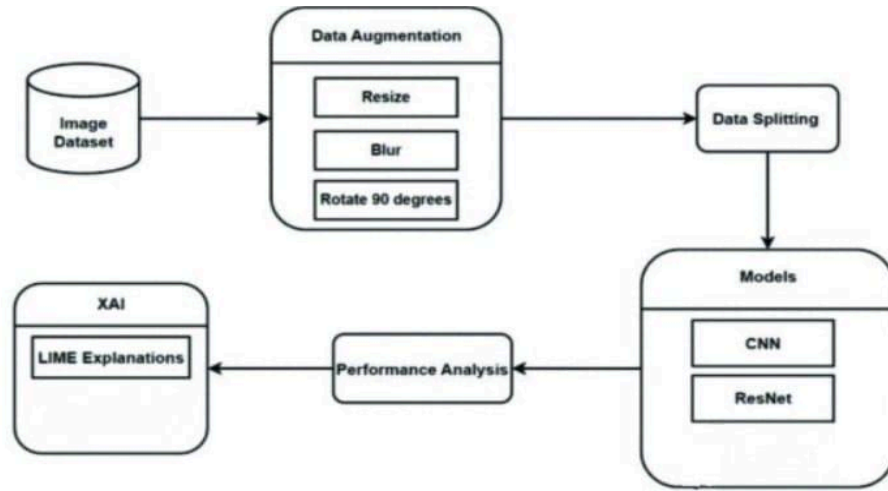 Data Augmentation
Image
Dataset
Resize
Blur
Rotate 90 degrees
Data Splitting
Models
CNN
ResNet
Performance Analysis
XAI
LIME Explanations